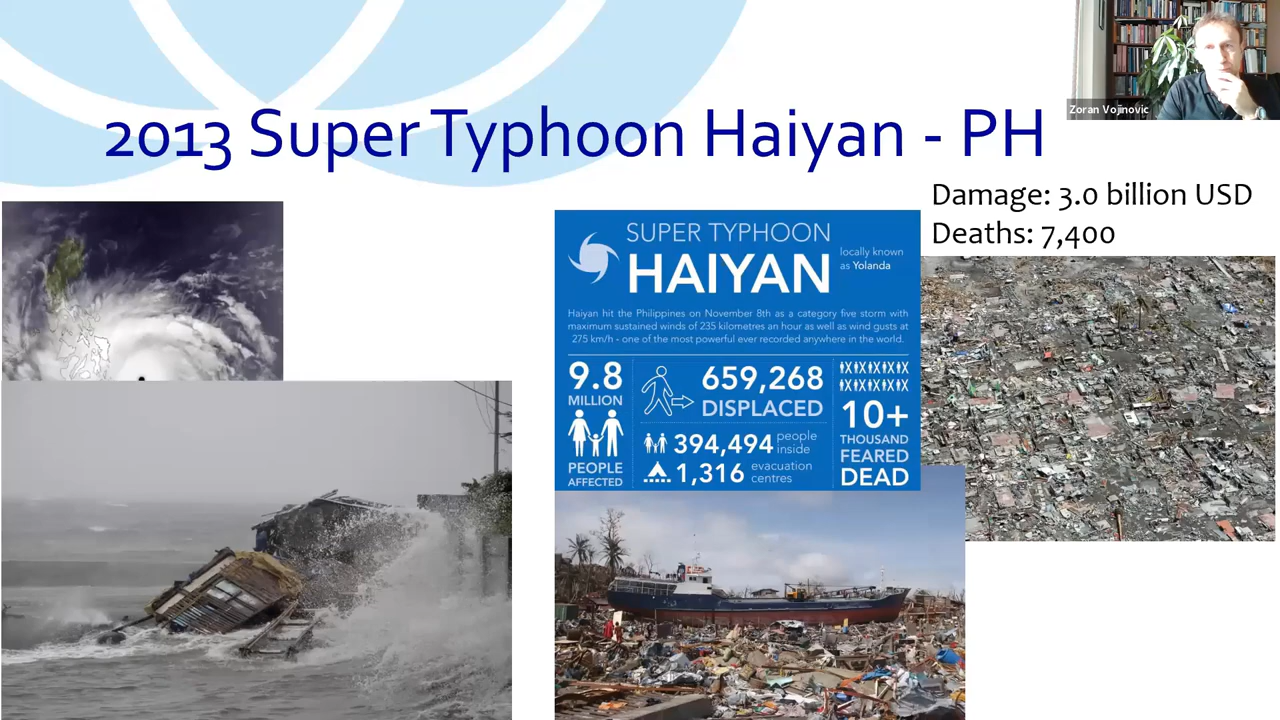 Zoran Vojinovic
2013 Super Typhoon Haiyan - PH
Damage: 3.0 billion USD
Deaths: 7,400
SUPER TYPHOON
HAIYAN
locally known
as Yolanda
Haiyan hit the Philippines on November 8th as a category five storm with
maximum sustained winds of 235 kilometres an hour as well as wind gusts at
275 km/h - one of the most powerful ever recorded anywhere in the world.
9.8
MILLION
PEOPLE
AFFECTED
659,268
DISPLACED
394,494 people
inside
1,316 evacuation
centres
10+
THOUSAND
FEARED
DEAD